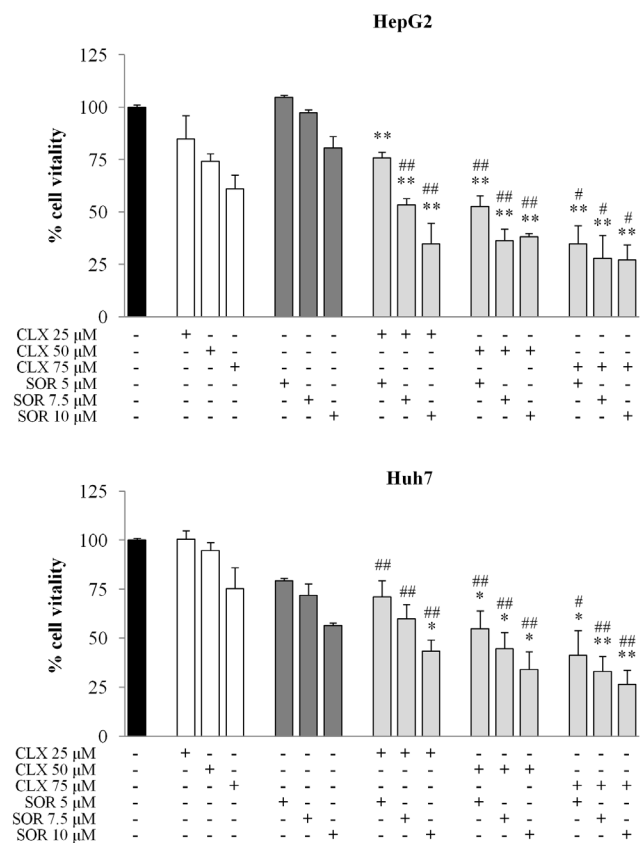 HepG2
125
100
75
50
25
0
% cell vitality
** ## ** ## ** ## ** ## ** ## ** # ** # ** # **
CLX 25 µM - + - - - - - + + + - - - - - -
CLX 50 µM - - + - - - - - - - + + + - - -
CLX 75 µM - - - + - - - - - - - - - + + +
SOR 5 µM - - - - + - - + - - + - - + - -
SOR 7.5 µM - - - - - + - - + - - + - - + -
SOR 10 µM - - - - - - + - - + - - + - - +
Huh7
125
100
75
50
25
0
% cell vitality
## ## ## * ## * ## * ## * # * ## ** ## **
CLX 25 µM - + - - - - - + + + - - - - - -
CLX 50 µM - - + - - - - - - - + + + - - -
CLX 75 µM - - - + - - - - - - - - - + + +
SOR 5 µM - - - - + - - + - - + - - + - -
SOR 7.5 µM - - - - - + - - + - - + - - + -
SOR 10 µM - - - - - - + - - + - - + - - +